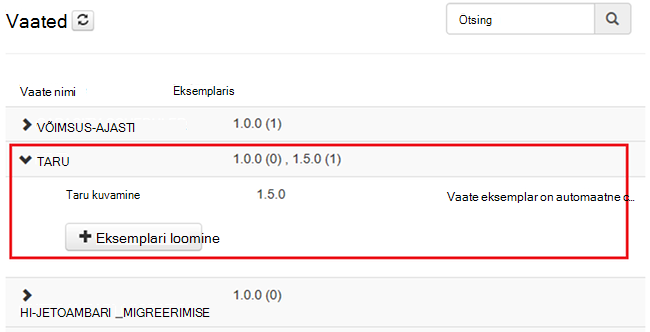 Vaated
Otsing
Vaate nimi Eksemplaris
VÕIMSUS-AJASTI 1.0.0 (1)
TARU 1.0.0 (0) , 1.5.0 (1)
Taru kuvamine 1.5.0 Vaate eksemplar on automaatne c...
Eksemplari loomine
1.0.0 (0)
HI-JETOAMBARI _MIGREERIMISE